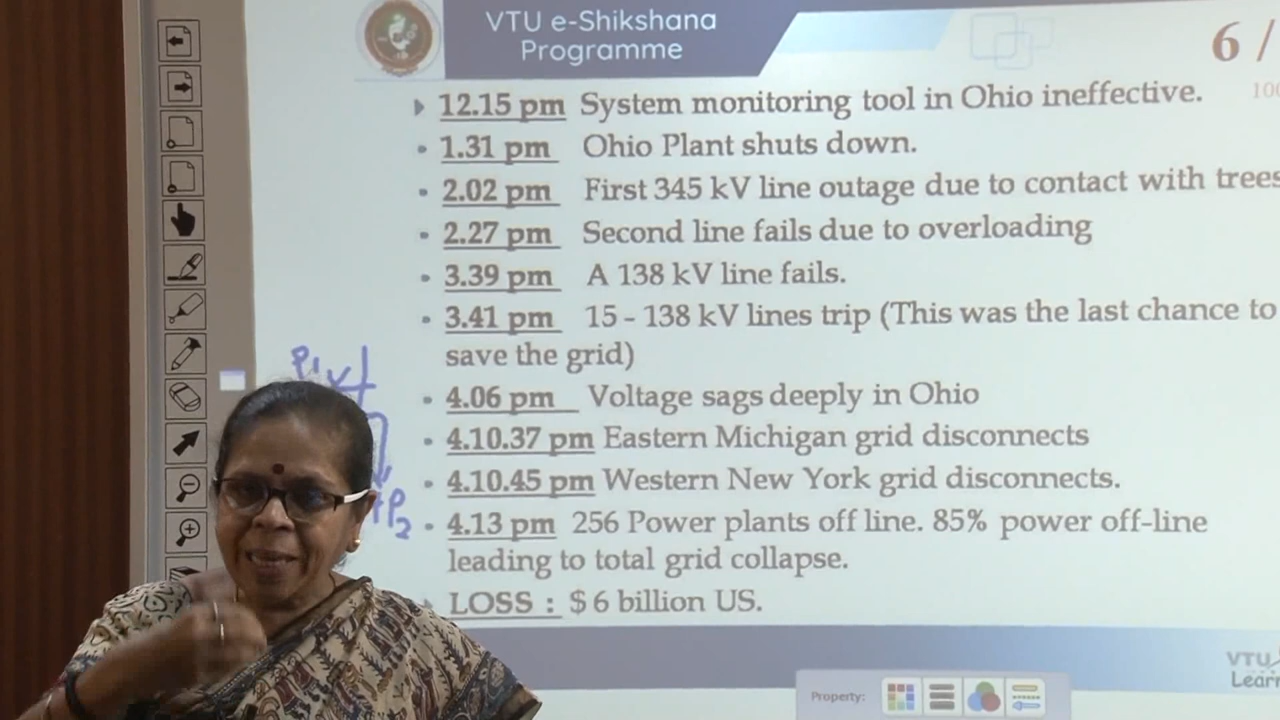 VTU e-Shikshana
Programme
6 /
12.15 pm System monitoring tool in Ohio ineffective.
1.31 pm Ohio Plant shuts down.
2.02 pm First 345 kV line outage due to contact with trees
2.27 pm Second line fails due to overloading
3.39 pm A 138 kV line fails.
3.41 pm 15 - 138 kV lines trip (This was the last chance to
save the grid)
4.06 pm Voltage sags deeply in Ohio
4.10.37 pm Eastern Michigan grid disconnects
4.10.45 pm Western New York grid disconnects.
4.13 pm 256 Power plants off line. 85% power off-line
leading to total grid collapse.
LOSS : $ 6 billion US.
P1
P2
VTU
Property: